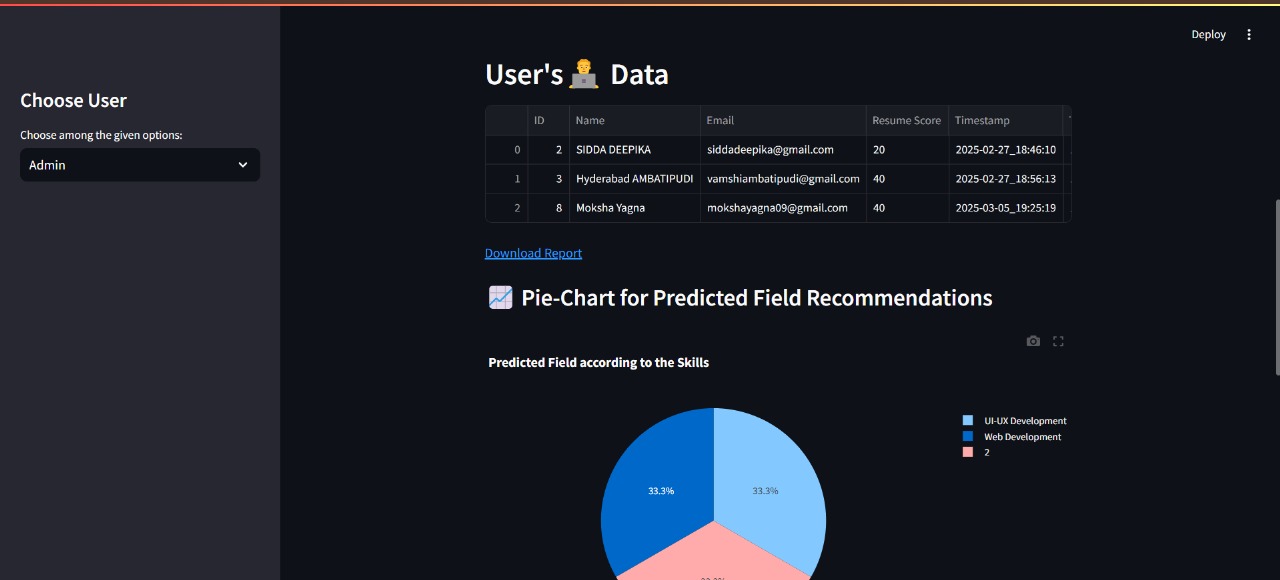 Deploy
User's Data
Choose User
Choose among the given options:
Admin
ID Name Email Resume Score Timestamp
0 2 SIDDA DEEPIKA siddadeepika@gmail.com 20 2025-02-27_18:46:10
1 3 Hyderabad AMBATIPUDI vamshiambatipudi@gmail.com 40 2025-02-27_18:56:13
2 8 Moksha Yagna mokshayagna09@gmail.com 40 2025-03-05_19:25:19
Download Report
Pie-Chart for Predicted Field Recommendations
Predicted Field according to the Skills
UI-UX Development
Web Development
2
33.3% 33.3%